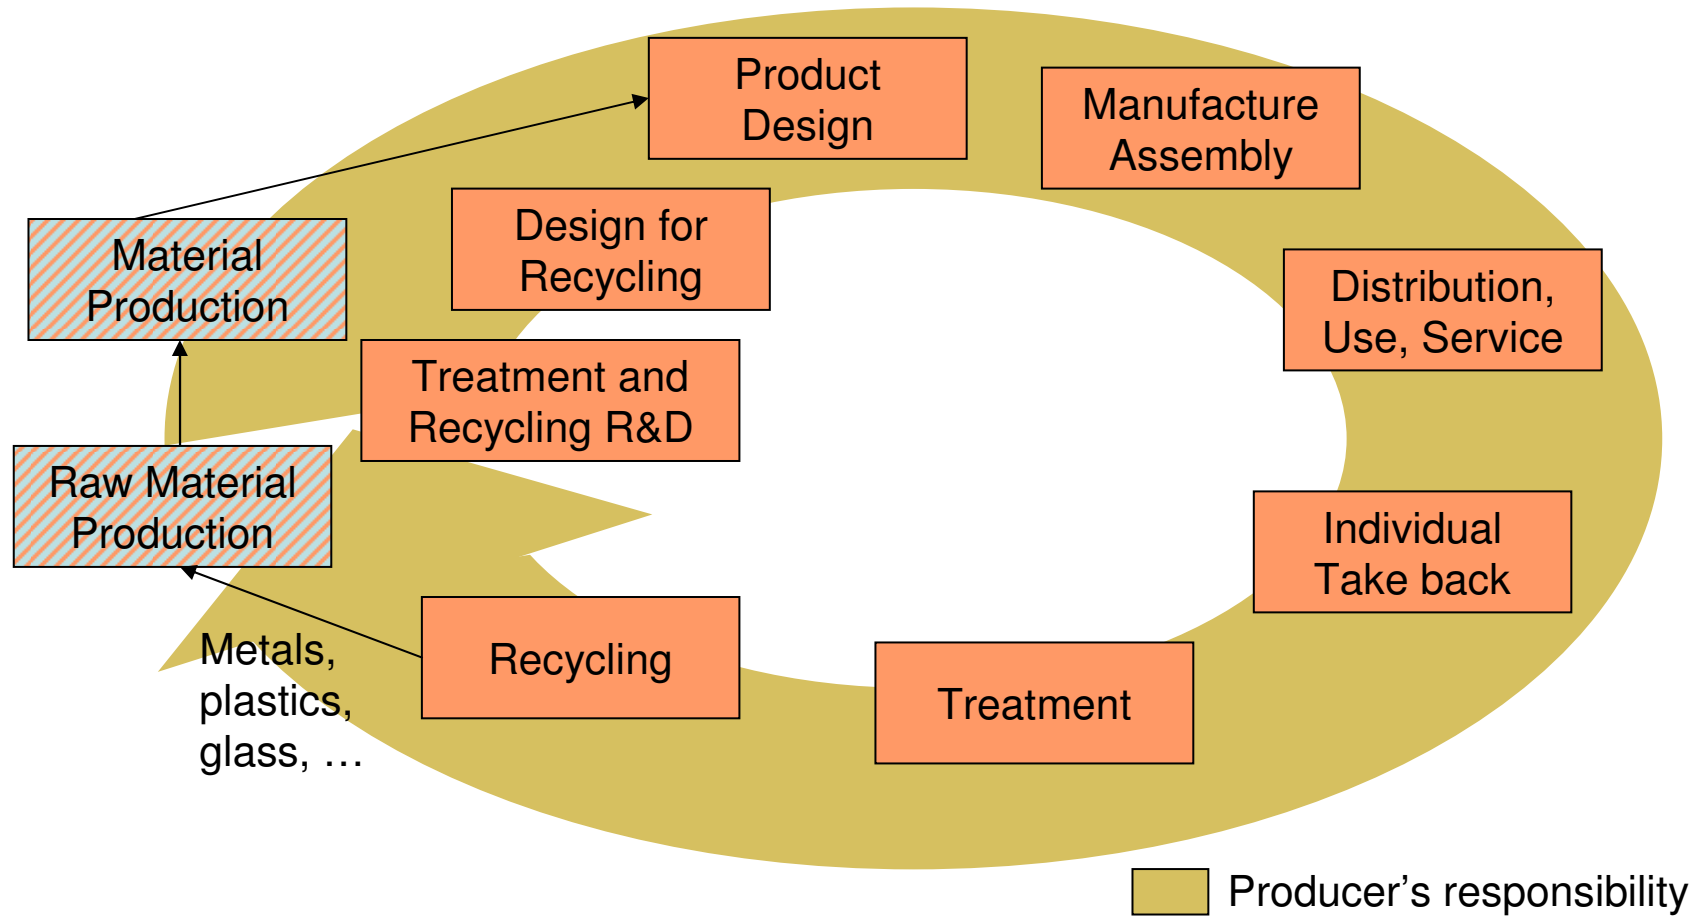 Product
Design
Manufacture
Assembly
Design for
Recycling
Material
Production
Distribution,
Use, Service
Treatment and
Recycling R&D
Raw Material
Production
Individual
Take back
Recycling
Treatment
Metals,
plastics,
glass, …
Producer’s responsibility